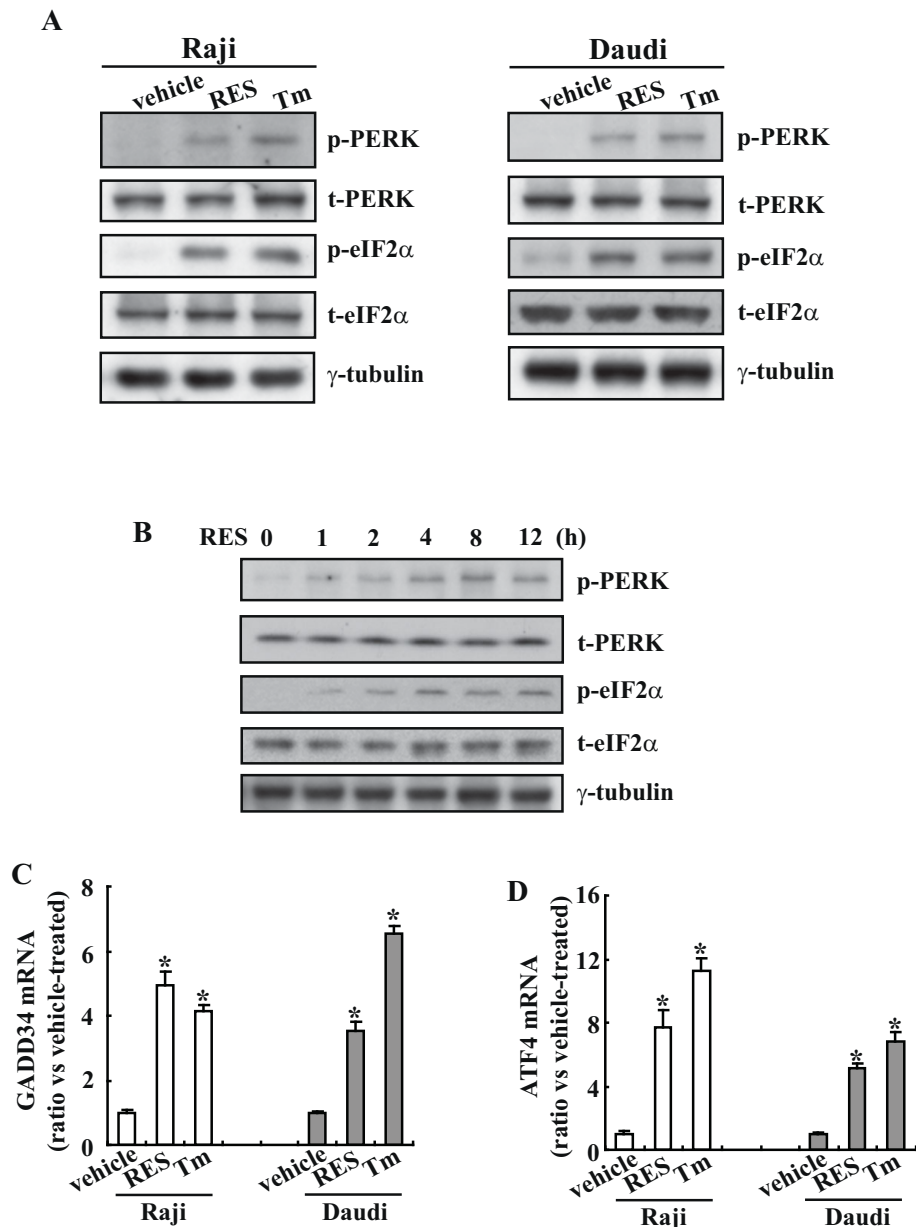 A
Raji
vehicle RES Tm
p-PERK
t-PERK
p-eIF2α
t-eIF2α
γ-tubulin
Daudi
vehicle RES Tm
p-PERK
t-PERK
p-eIF2α
t-eIF2α
γ-tubulin
B
RES 0 1 2 4 8 12 (h)
p-PERK
t-PERK
p-eIF2α
t-eIF2α
γ-tubulin
C
GADD34 mRNA
(ratio vs vehicle-treated)
8
6
4
2
0
* * * *
vehicle RES Tm vehicle RES Tm
Raji Daudi
D
ATF4 mRNA
(ratio vs vehicle-treated)
16
12
8
4
0
* * * *
vehicle RES Tm vehicle RES Tm
Raji Daudi